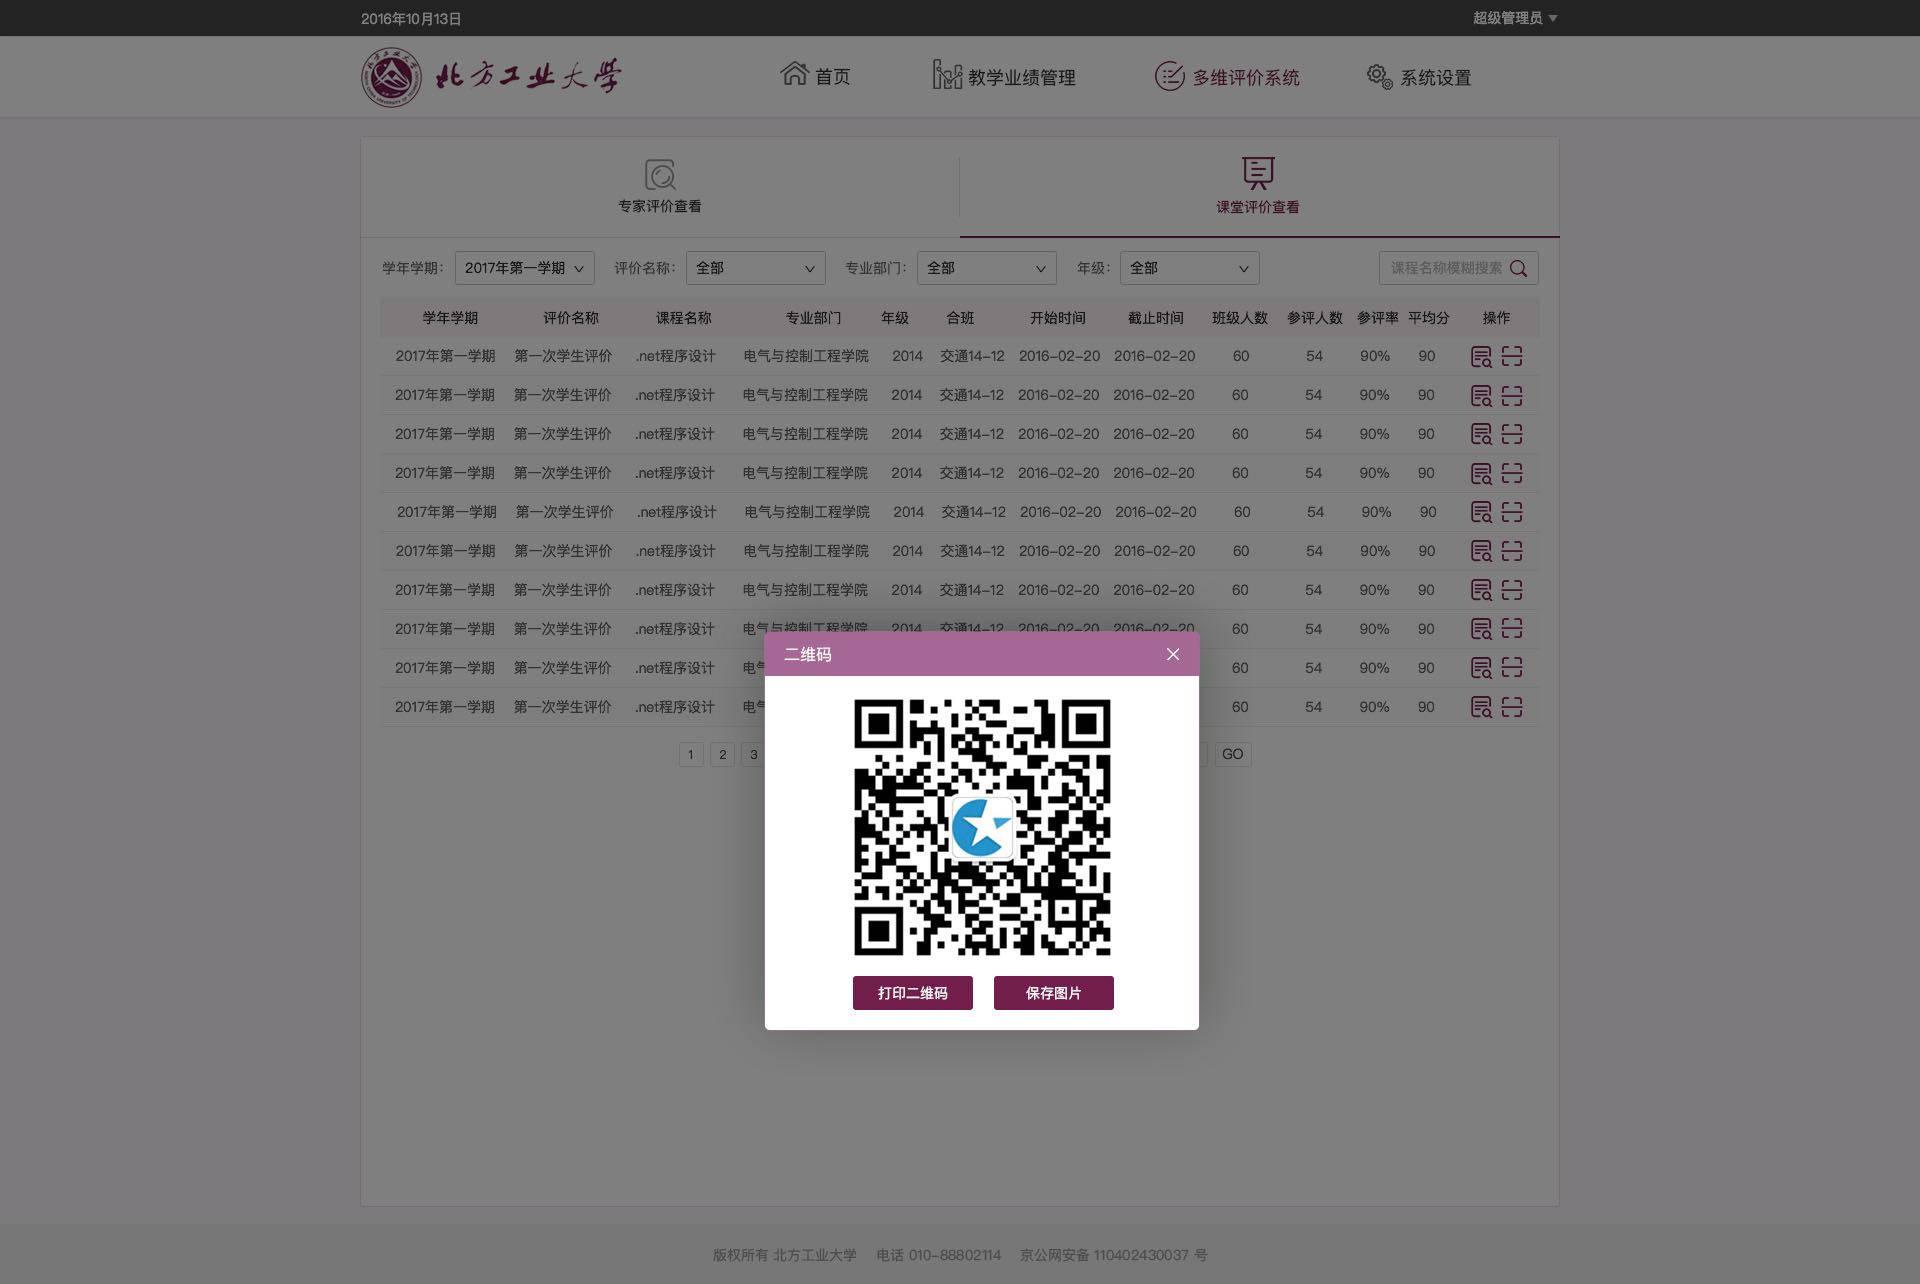 2016年10月13日 超级管理员
北方工业大学 首页 教学业绩管理 多维评价系统 系统设置
专家评价查看 课堂评价查看
学年学期： 2017年第一学期 评价名称： 全部 专业部门： 全部 年级： 全部 课程名称模糊搜索
学年学期 评价名称 课程名称 专业部门 年级 合班 开始时间 截止时间 班级人数 参评人数 参评率 平均分 操作
2017年第一学期 第一次学生评价 .net程序设计 电气与控制工程学院 2014 交通14-12 2016-02-20 2016-02-20 60 54 90% 90
2017年第一学期 第一次学生评价 .net程序设计 电气与控制工程学院 2014 交通14-12 2016-02-20 2016-02-20 60 54 90% 90
2017年第一学期 第一次学生评价 .net程序设计 电气与控制工程学院 2014 交通14-12 2016-02-20 2016-02-20 60 54 90% 90
2017年第一学期 第一次学生评价 .net程序设计 电气与控制工程学院 2014 交通14-12 2016-02-20 2016-02-20 60 54 90% 90
2017年第一学期 第一次学生评价 .net程序设计 电气与控制工程学院 2014 交通14-12 2016-02-20 2016-02-20 60 54 90% 90
2017年第一学期 第一次学生评价 .net程序设计 电气与控制工程学院 2014 交通14-12 2016-02-20 2016-02-20 60 54 90% 90
2017年第一学期 第一次学生评价 .net程序设计 电气与控制工程学院 2014 交通14-12 2016-02-20 2016-02-20 60 54 90% 90
2017年第一学期 第一次学生评价 .net程序设计 电气与控制工程学院 2014 交通14-12 2016-02-20 2016-02-20 60 54 90% 90
2017年第一学期 第一次学生评价 .net程序设计 电 60 54 90% 90
2017年第一学期 第一次学生评价 .net程序设计 电 60 54 90% 90
1 2 3 GO
二维码
打印二维码 保存图片
版权所有 北方工业大学 电话 010-88802114 京公网安备 110402430037 号